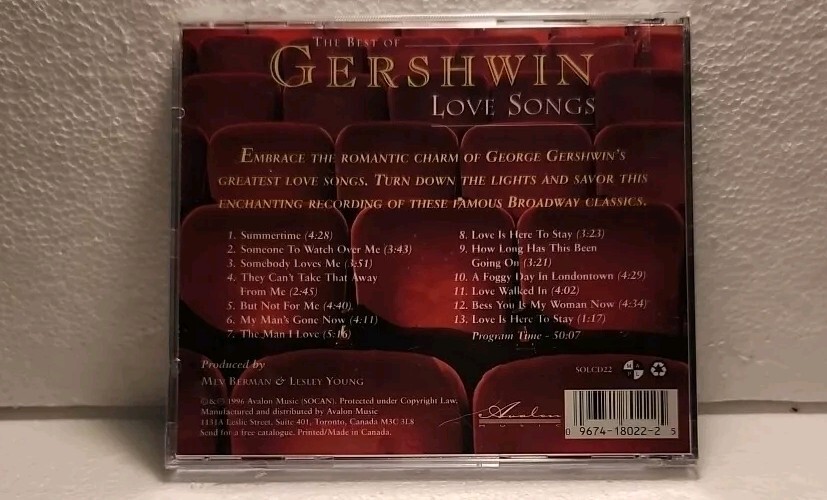 The Best of
Gershwin
Love Songs
Embrace the romantic charm of George Gershwin's
greatest love songs. Turn down the lights and savor this
enchanting recording of these famous Broadway classics.
1. Summertime (4:28)
2. Someone To Watch Over Me (3:43)
3. Somebody Loves Me (3:51)
4. They Can't Take That Away
From Me (2:45)
5. But Not For Me (4:40)
6. My Man's Gone Now (4:11)
7. The Man I Love (5:16)
8. Love Is Here To Stay (3:23)
9. How Long Has This Been
Going On (3:21)
10. A Foggy Day in Londontown (4:29)
11. Love Walked In (4:02)
12. Bess You Is My Woman Now (4:34)
13. Love Is Here To Stay (1:17)
Program Time - 50:07
Produced by
Mev Berman & Lesley Young
©&℗ 1996 Avalon Music (SOCAN). Protected under Copyright Law.
Manufactured and distributed by Avalon Music
1131A Leslie Street, Suite 401, Toronto, Canada M3C 3L8
Send for a free catalogue. Printed/Made in Canada.
SOLCD22
Avalon
MUSIC
0 9674-18022-2 5